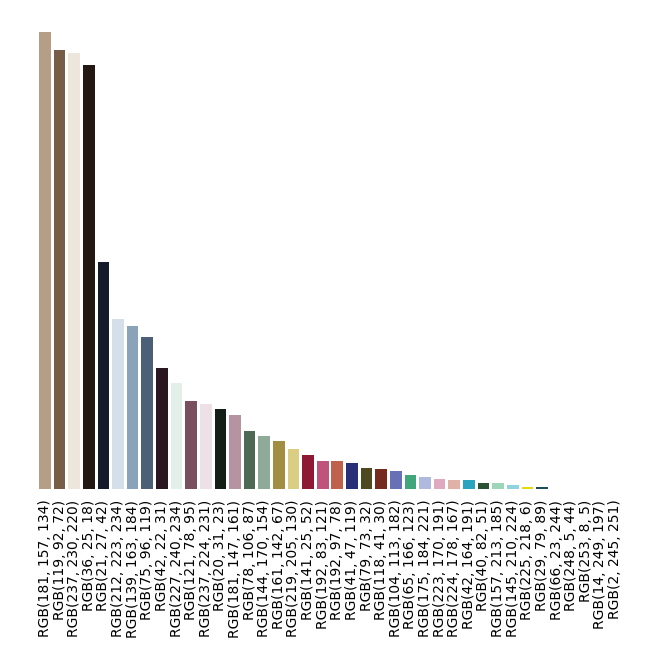 RGB(181, 157, 134)
RGB(119, 92, 72)
RGB(237, 230, 220)
RGB(36, 25, 18)
RGB(21, 27, 42)
RGB(212, 223, 234)
RGB(139, 163, 184)
RGB(75, 96, 119)
RGB(42, 22, 31)
RGB(227, 240, 234)
RGB(121, 78, 95)
RGB(237, 224, 231)
RGB(20, 31, 23)
RGB(181, 147, 161)
RGB(78, 106, 87)
RGB(144, 170, 154)
RGB(161, 142, 67)
RGB(219, 205, 130)
RGB(141, 25, 52)
RGB(192, 83, 121)
RGB(192, 97, 78)
RGB(41, 47, 119)
RGB(79, 73, 32)
RGB(118, 41, 30)
RGB(104, 113, 182)
RGB(65, 166, 123)
RGB(175, 184, 221)
RGB(223, 170, 191)
RGB(224, 178, 167)
RGB(42, 164, 191)
RGB(40, 82, 51)
RGB(157, 213, 185)
RGB(145, 210, 224)
RGB(225, 218, 6)
RGB(29, 79, 89)
RGB(66, 23, 244)
RGB(248, 5, 44)
RGB(253, 8, 5)
RGB(14, 249, 197)
RGB(2, 245, 251)